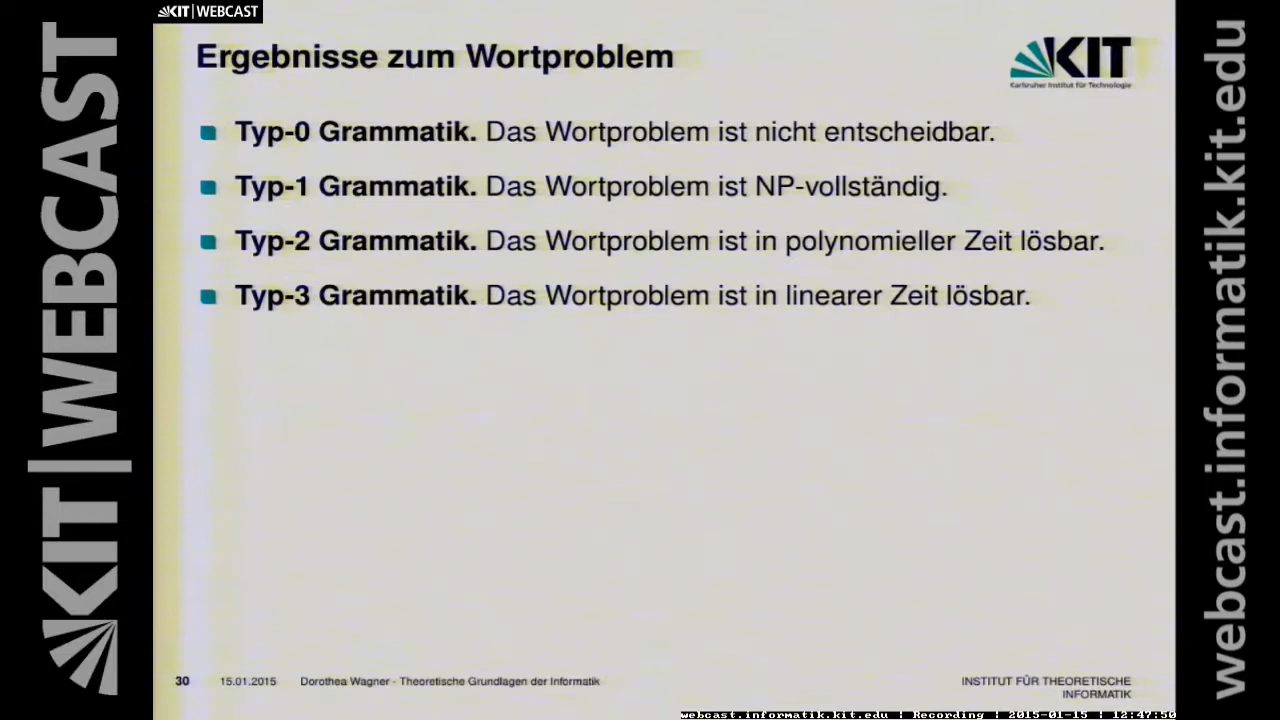 KIT | WEBCAST
KIT | WEBCAST
Ergebnisse zum Wortproblem
KIT
Karlsruher Institut für Technologie
Typ-0 Grammatik. Das Wortproblem ist nicht entscheidbar.
Typ-1 Grammatik. Das Wortproblem ist NP-vollständig.
Typ-2 Grammatik. Das Wortproblem ist in polynomieller Zeit lösbar.
Typ-3 Grammatik. Das Wortproblem ist in linearer Zeit lösbar.
30 15.01.2015 Dorothea Wagner - Theoretische Grundlagen der Informatik
INSTITUT FÜR THEORETISCHE
INFORMATIK
webcast.informatik.kit.edu | Recording | 2015-01-15 | 12:47:50
webcast.informatik.kit.edu